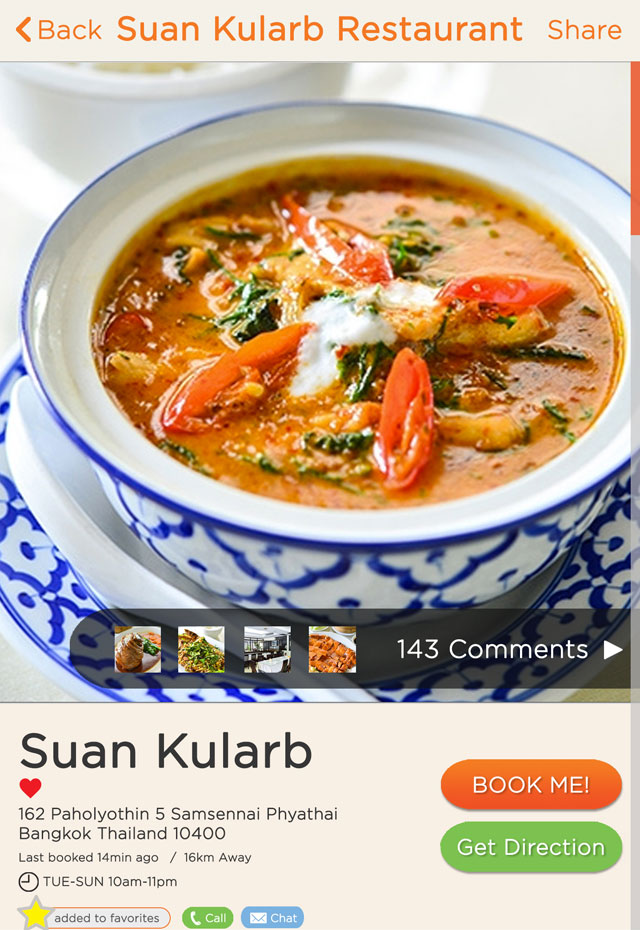 Back Suan Kularb Restaurant Share
143 Comments
Suan Kularb
162 Paholyothin 5 Samsennai Phyathai
Bangkok Thailand 10400
Last booked 14min ago / 16km Away
TUE-SUN 10am-11pm
added to favorites Call Chat
BOOK ME!
Get Direction